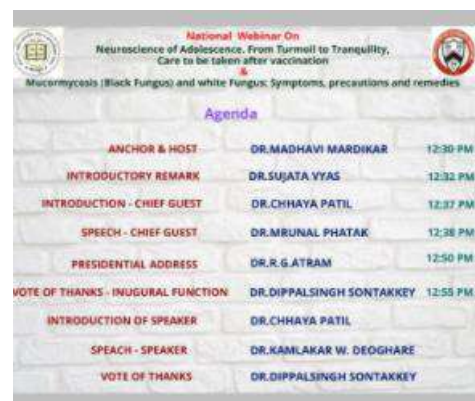 National Webinar On
Neuroscience of Adolescence. From Turmoil to Tranquility,
Care to be taken after vaccination
&
Mucormycosis (Black Fungus) and white Fungus: Symptoms, precautions and remedies
Agenda
ANCHOR & HOST DR.MADHAVI MARDIKAR 12:30 PM
INTRODUCTORY REMARK DR.SUJATA VYAS 12:32 PM
INTRODUCTION - CHIEF GUEST DR.CHHAYA PATIL 12:37 PM
SPEECH - CHIEF GUEST DR.MRUNAL PHATAK 12:38 PM
PRESIDENTIAL ADDRESS DR.R.G.ATRAM 12:50 PM
VOTE OF THANKS - INUGURAL FUNCTION DR.DIPPALSINGH SONTAKKEY 12:55 PM
INTRODUCTION OF SPEAKER DR.CHHAYA PATIL
SPEACH - SPEAKER DR.KAMLAKAR W. DEOGHARE
VOTE OF THANKS DR.DIPPALSINGH SONTAKKEY